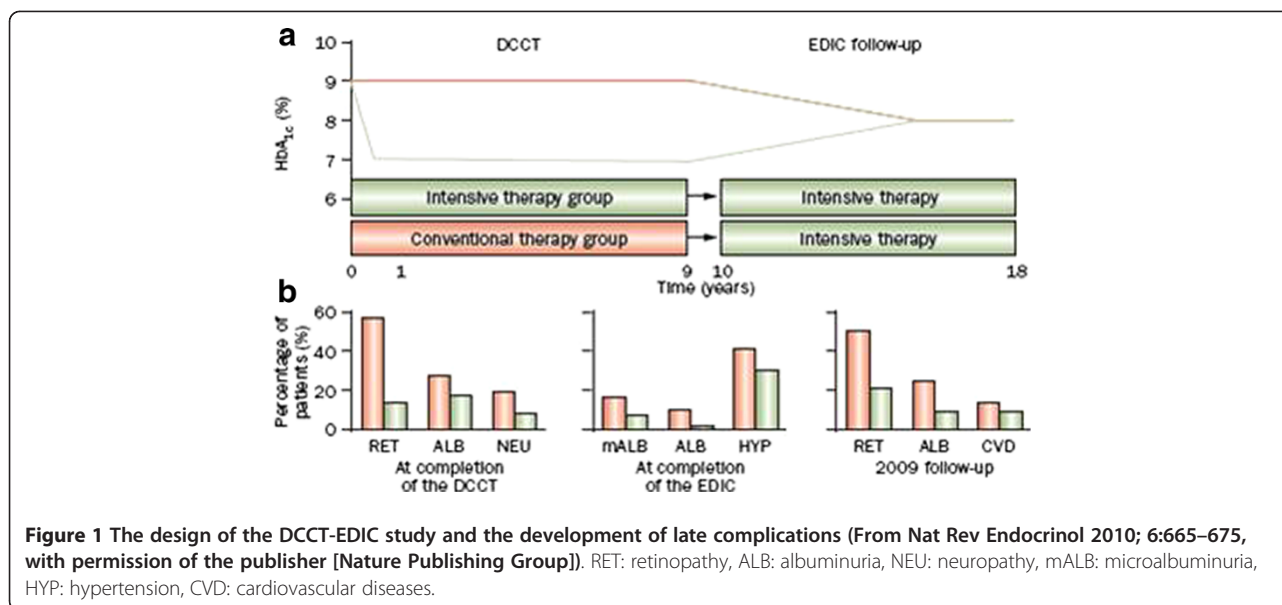 a
DCCT
EDIC follow-up
10
9
8
7
6
HbA1c (%)
Intensive therapy group
Intensive therapy
Conventional therapy group
Intensive therapy
0 1 9 10 18
Time (years)
b
Percentage of
patients (%)
60
40
20
0
RET ALB NEU
At completion
of the DCCT
mALB ALB HYP
At completion
of the EDIC
RET ALB CVD
2009 follow-up
Figure 1 The design of the DCCT-EDIC study and the development of late complications (From Nat Rev Endocrinol 2010; 6:665–675,
with permission of the publisher [Nature Publishing Group]). RET: retinopathy, ALB: albuminuria, NEU: neuropathy, mALB: microalbuminuria,
HYP: hypertension, CVD: cardiovascular diseases.